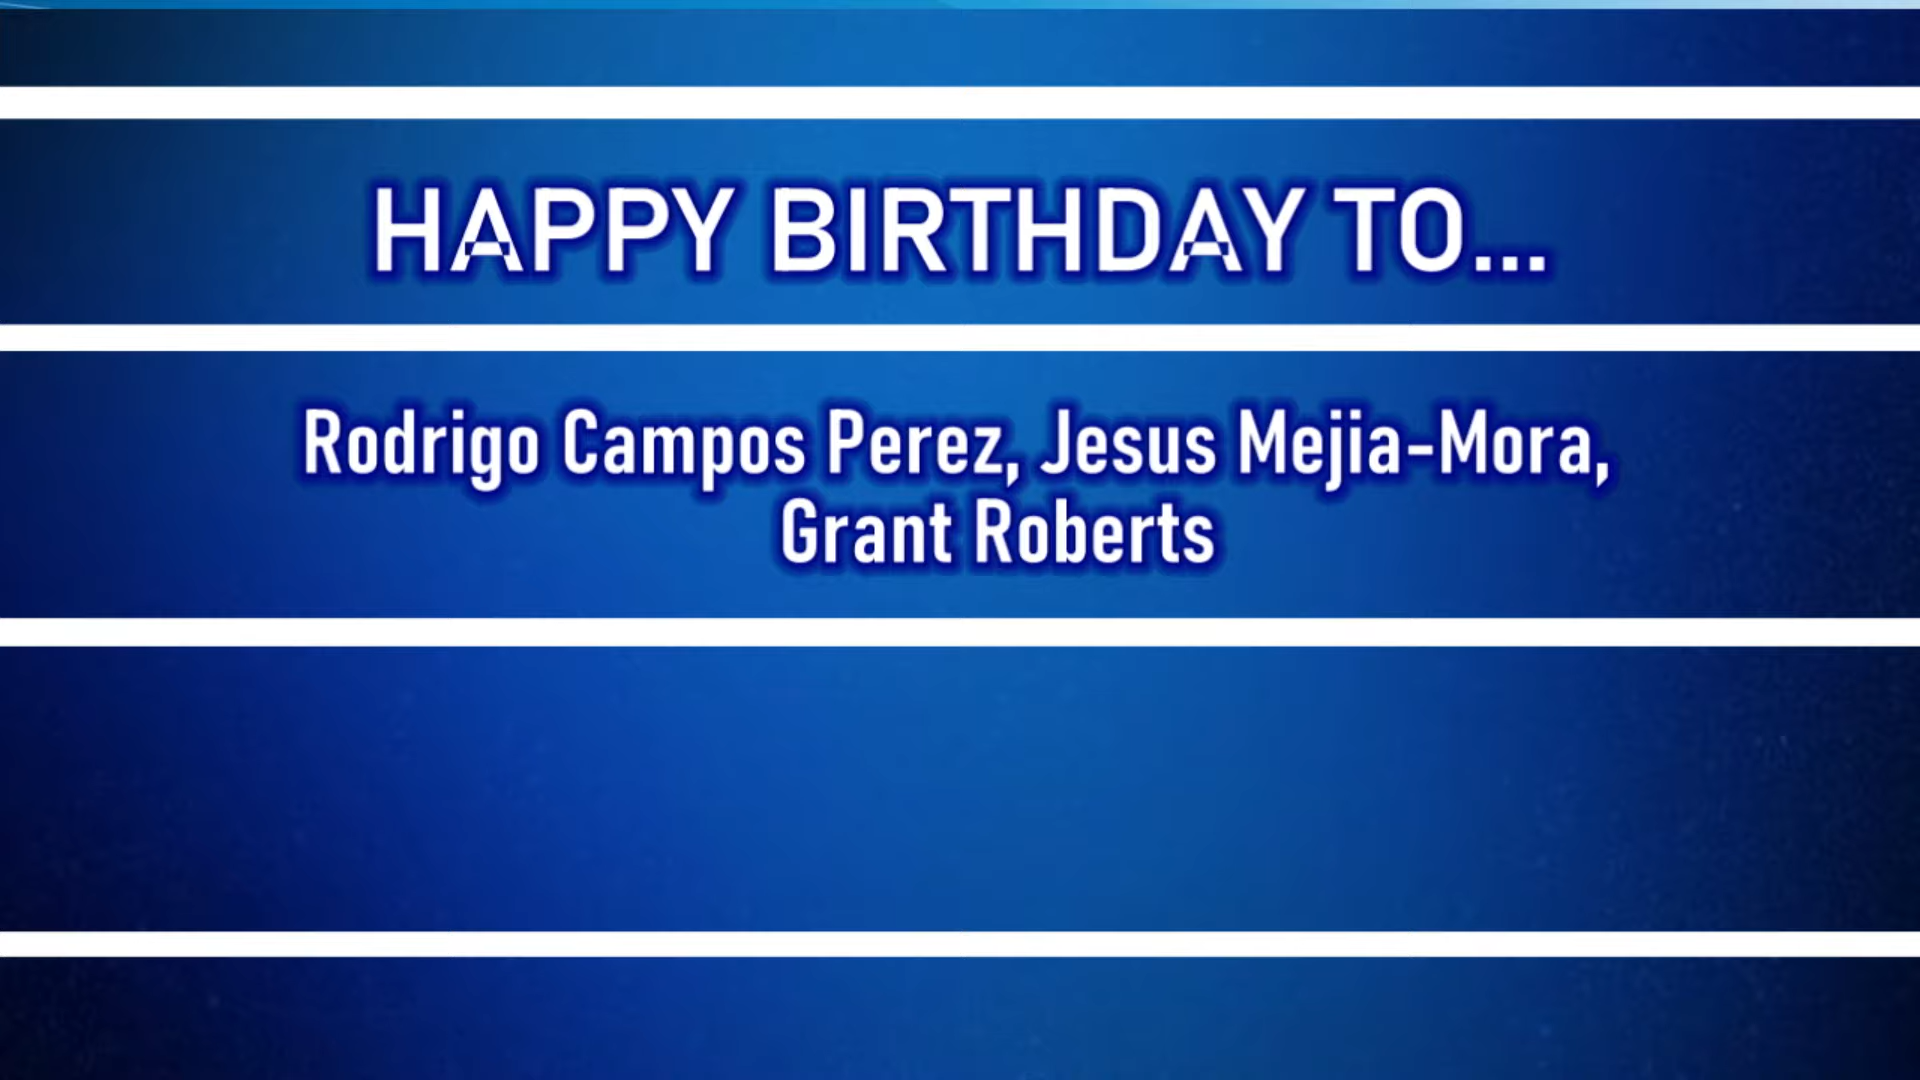 HAPPY BIRTHDAY TO...
Rodrigo Campos Perez, Jesus Mejia-Mora,
Grant Roberts